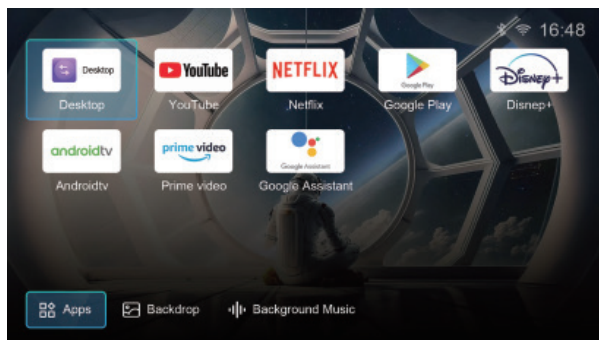 16:48
Desktop
YouTube
NETFLIX
Google Play
Disnep+
Desktop
YouTube
Netflix
Google Play
Disnep+
androidtv
prime video
Google Assistant
Androidtv
Prime video
Google Assistant
Apps
Backdrop
Background Music